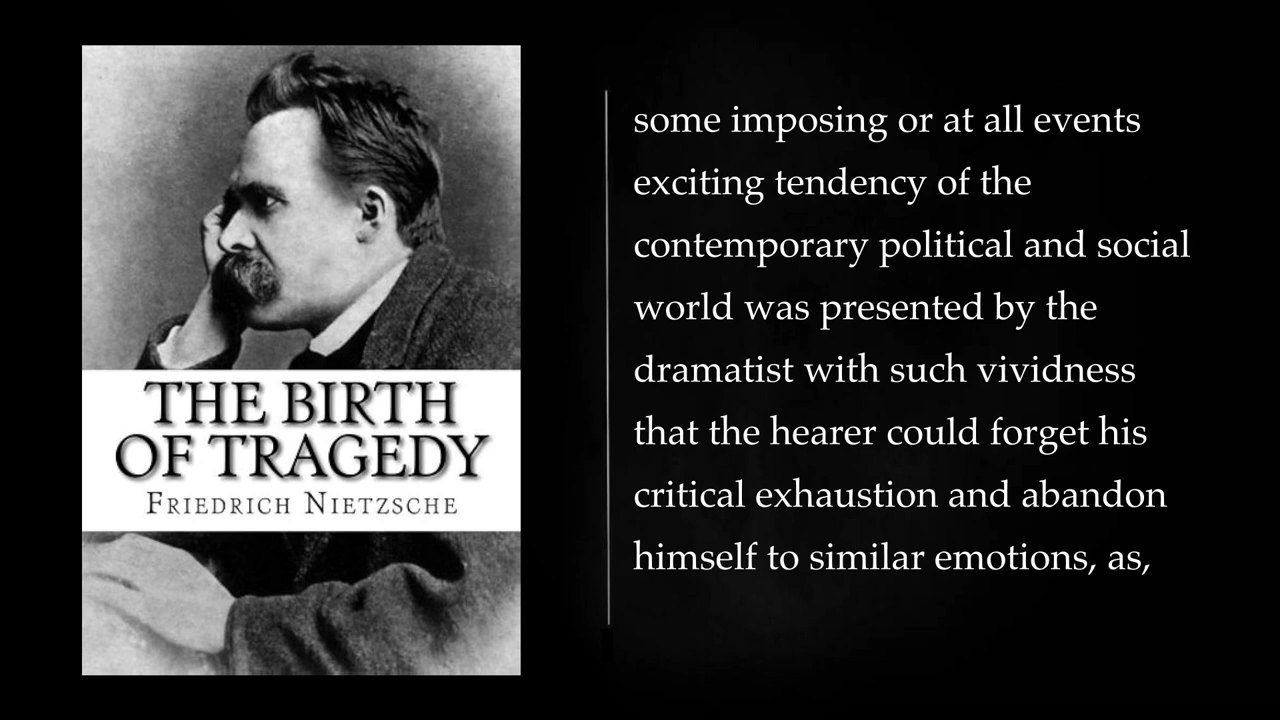 THE BIRTH
OF TRAGEDY
FRIEDRICH NIETZSCHE
some imposing or at all events
exciting tendency of the
contemporary political and social
world was presented by the
dramatist with such vividness
that the hearer could forget his
critical exhaustion and abandon
himself to similar emotions, as,